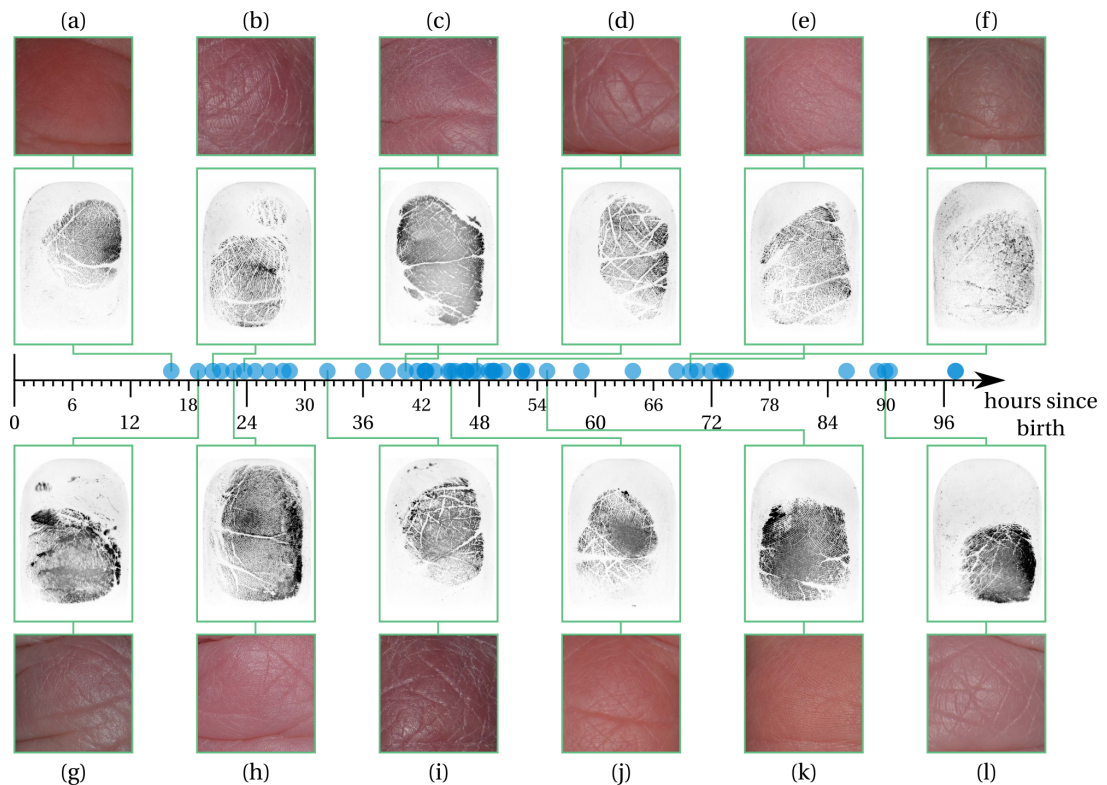 (a) (b) (c) (d) (e) (f)
6 18 24 30 36 42 54 60 66 72 78 84 90 96
0 12 48
hours since
birth
(g) (h) (i) (j) (k) (l)